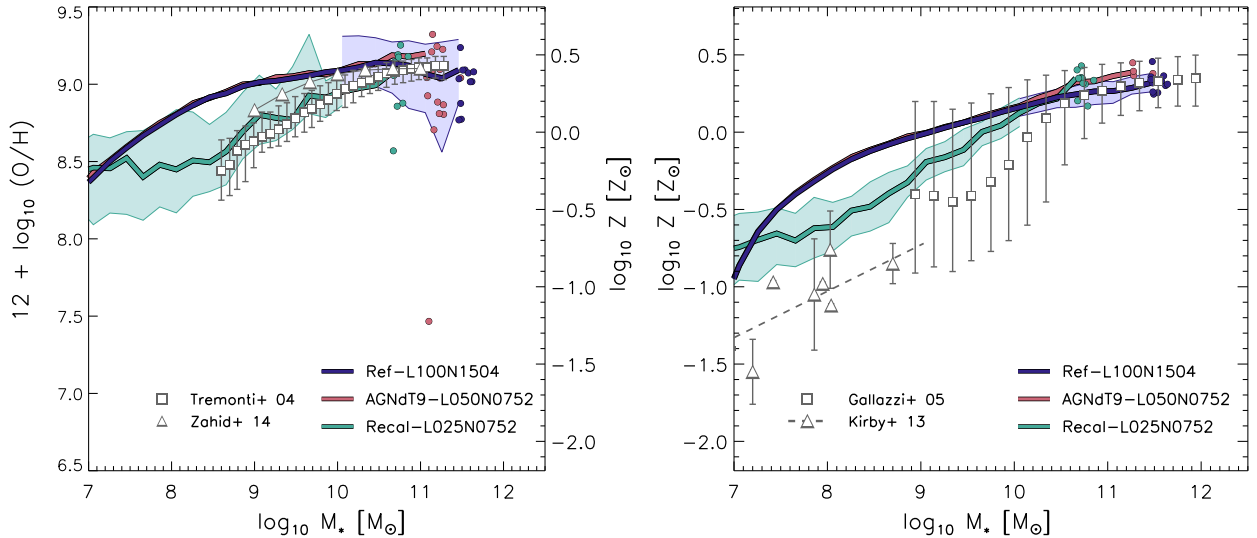 9.5
9.0
8.5
8.0
7.5
7.0
6.5
12 + log10 (O/H)
0.5
0.0
−0.5
−1.0
−1.5
−2.0
log10 Z [Z⊙]
Tremonti+ 04
Zahid+ 14
Ref−L100N1504
AGNdT9−L050N0752
Recal−L025N0752
7 8 9 10 11 12
log10 M* [M⊙]
log10 Z [Z⊙]
0.5
0.0
−0.5
−1.0
−1.5
−2.0
Gallazzi+ 05
Kirby+ 13
Ref−L100N1504
AGNdT9−L050N0752
Recal−L025N0752
7 8 9 10 11 12
log10 M* [M⊙]